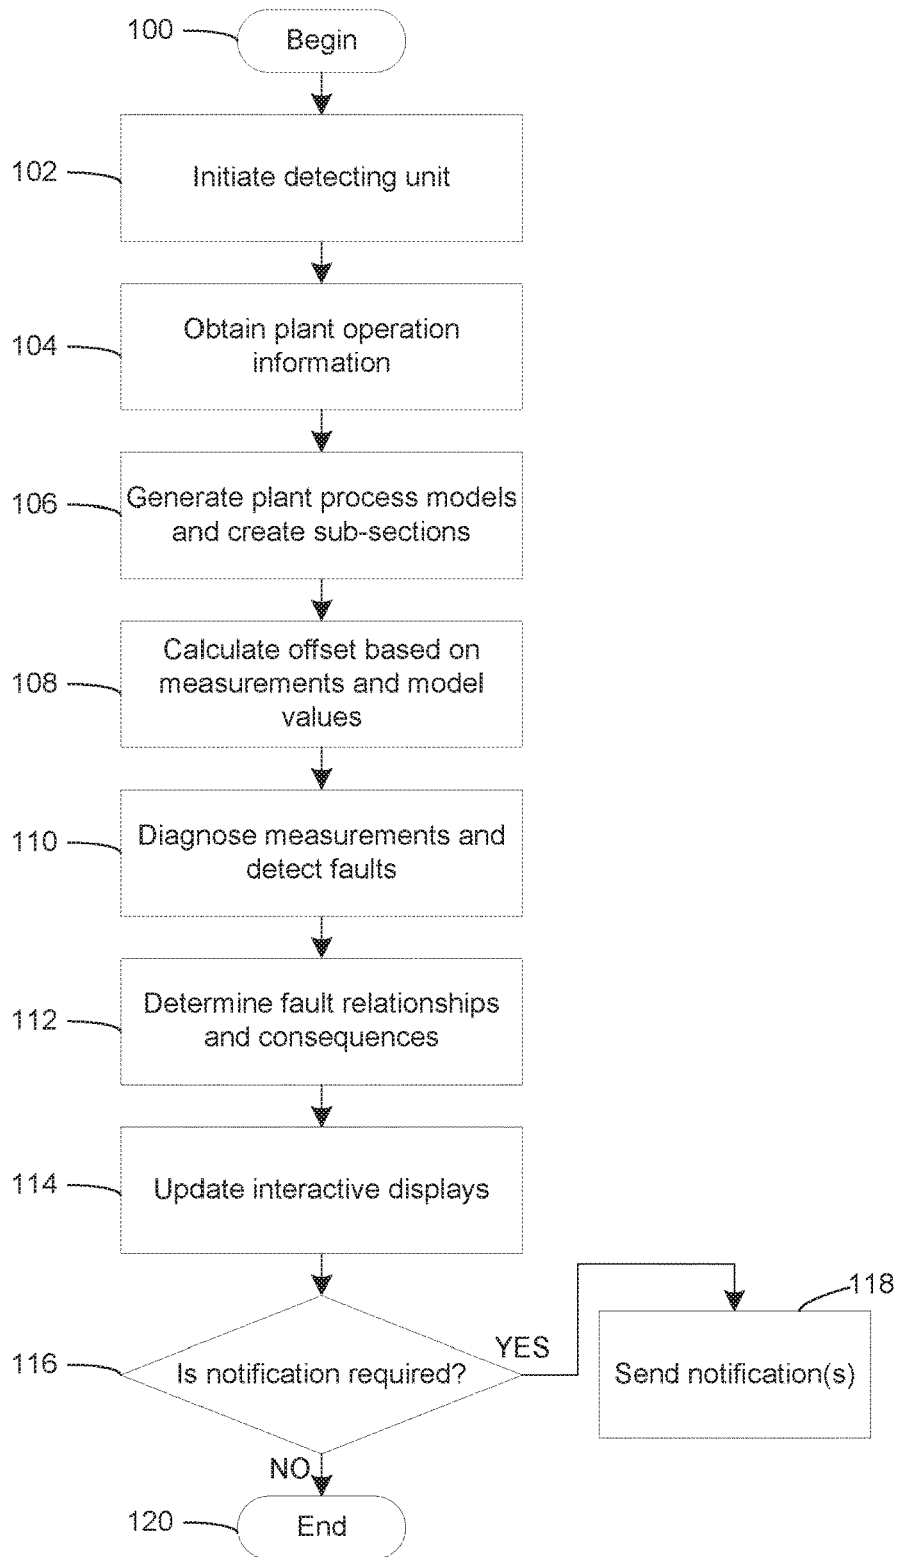 100
Begin
102
Initiate detecting unit
104
Obtain plant operation
information
106
Generate plant process models
and create sub-sections
108
Calculate offset based on
measurements and model
values
110
Diagnose measurements and
detect faults
112
Determine fault relationships
and consequences
114
Update interactive displays
116
Is notification required?
YES
118
Send notification(s)
NO
120
End